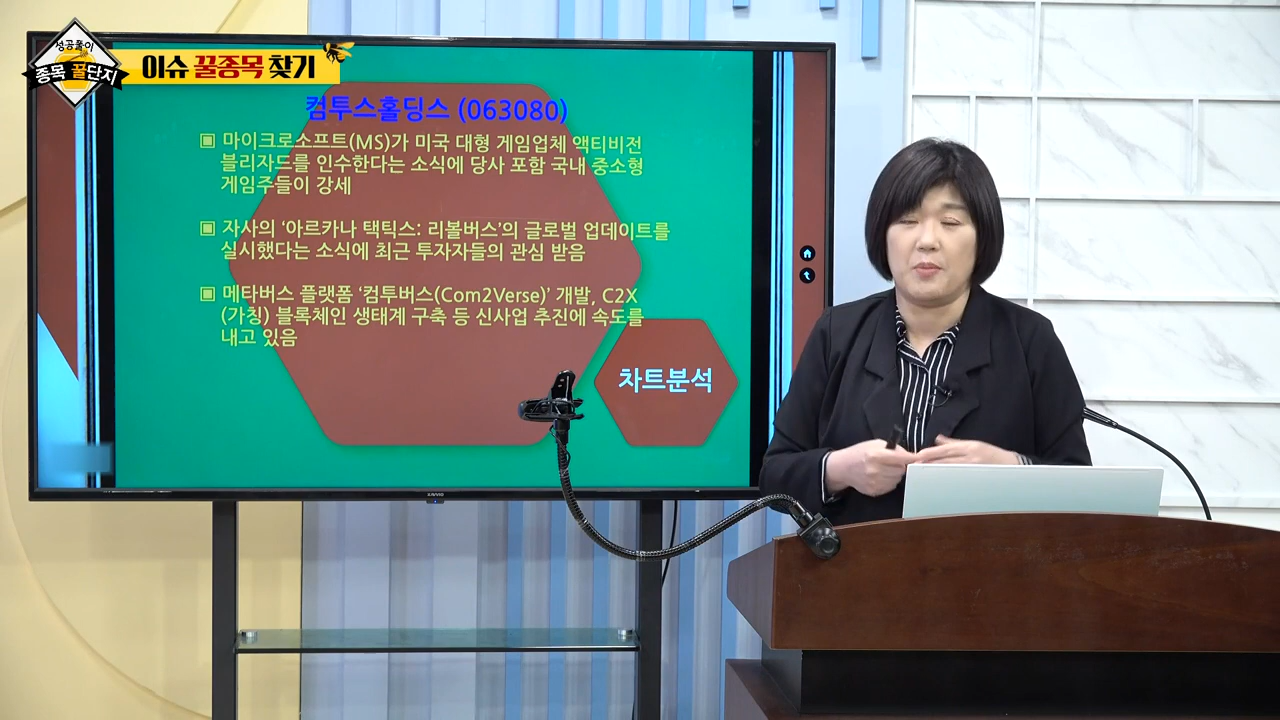 성공풀이
종목 꿀단지
이슈 꿀종목 찾기
컴투스홀딩스 (063080)
▣ 마이크로소프트(MS)가 미국 대형 게임업체 액티비전
블리자드를 인수한다는 소식에 당사 포함 국내 중소형
게임주들이 강세
▣ 자사의 ‘아르카나 택틱스: 리볼버스’의 글로벌 업데이트를
실시했다는 소식에 최근 투자자들의 관심 받음
▣ 메타버스 플랫폼 ‘컴투버스(Com2Verse)’ 개발, C2X
(가칭) 블록체인 생태계 구축 등 신사업 추진에 속도를
내고 있음
차트분석